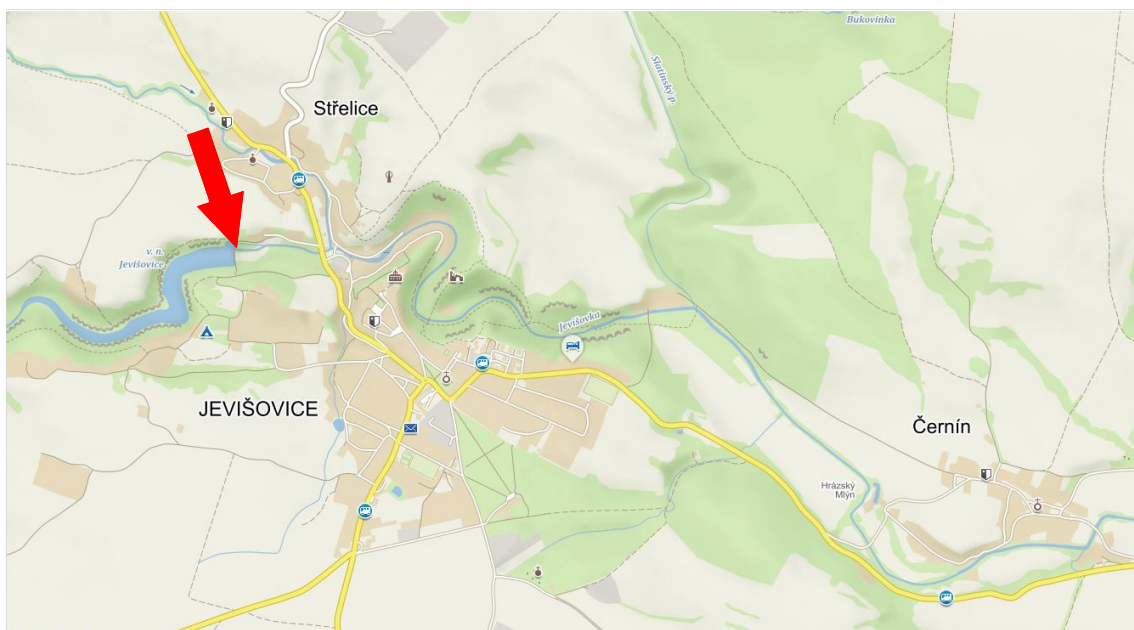 Bukovinka
Slatinský p.
Střelice
v. n.
Jevišovice
Jevišovka
JEVIŠOVICE
Černín
Hrázský
Mlýn